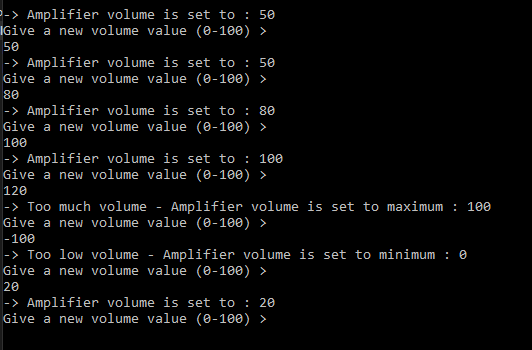 -> Amplifier volume is set to : 50
Give a new volume value (0-100) >
50
-> Amplifier volume is set to : 50
Give a new volume value (0-100) >
80
-> Amplifier volume is set to : 80
Give a new volume value (0-100) >
100
-> Amplifier volume is set to : 100
Give a new volume value (0-100) >
120
-> Too much volume - Amplifier volume is set to maximum : 100
Give a new volume value (0-100) >
-100
-> Too low volume - Amplifier volume is set to minimum : 0
Give a new volume value (0-100) >
20
-> Amplifier volume is set to : 20
Give a new volume value (0-100) >